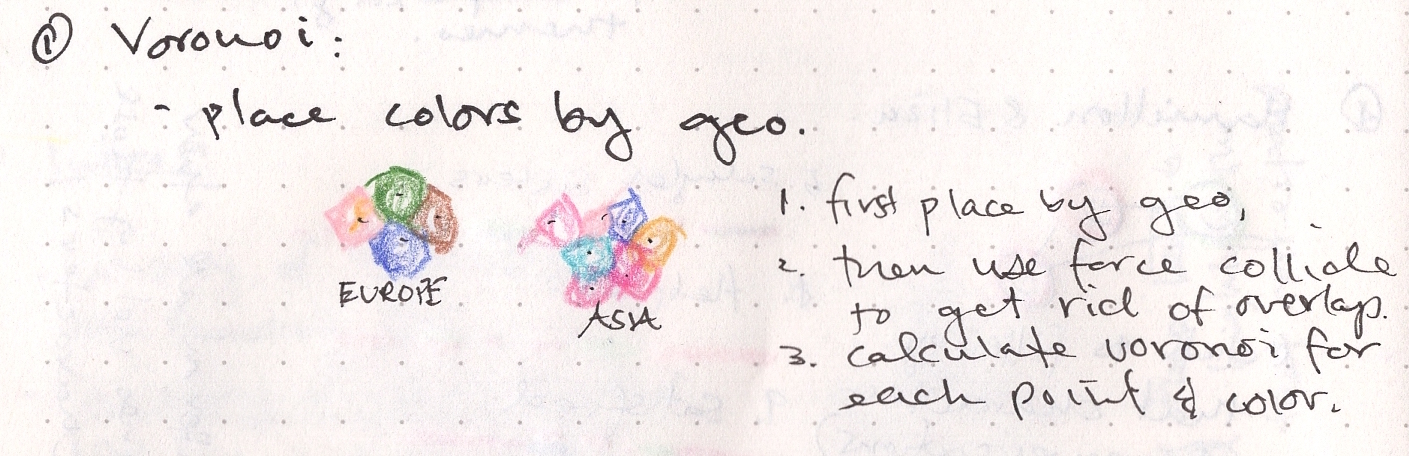 ① Voronoi:
- place colors by geo.
EUROPE
ASIA
1. first place by geo,
2. then use force collide
to get rid of overlap.
3. calculate voronoi for
each point & color.